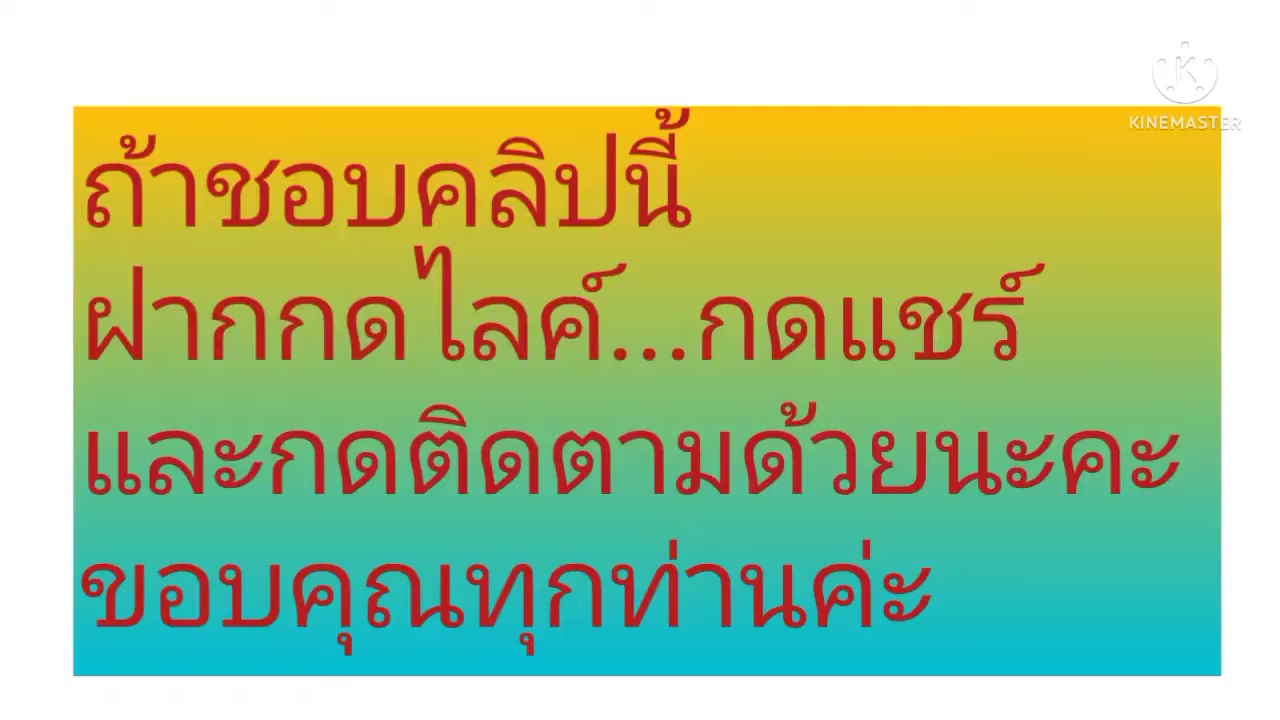 KINEMASTER
ถ้าชอบคลิปนี้
ฝากกดไลค์...กดแชร์
และกดติดตามด้วยนะคะ
ขอบคุณทุกท่านค่ะ